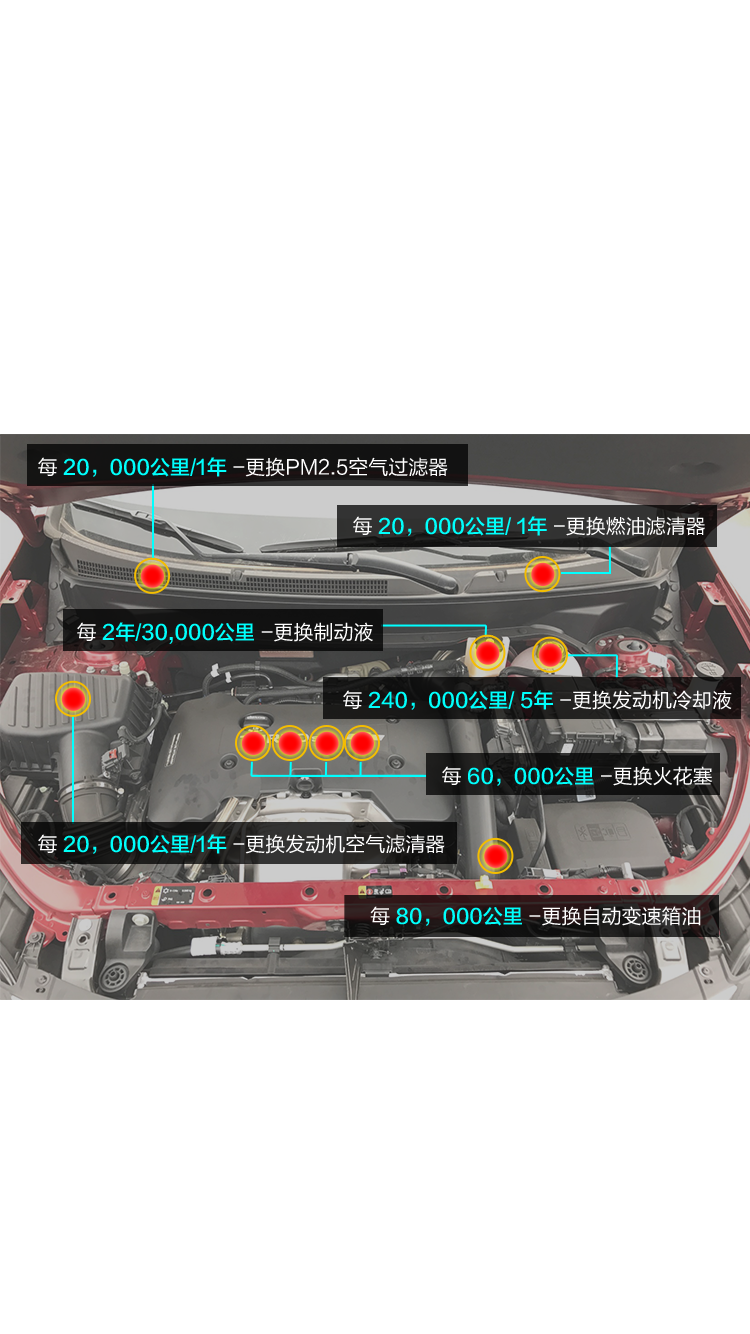 每 20，000公里/1年 –更换PM2.5空气过滤器
每 20，000公里/ 1年 –更换燃油滤清器
每 2年/30,000公里 –更换制动液
每 240，000公里/ 5年 –更换发动机冷却液
每 60，000公里 –更换火花塞
每 20，000公里/1年 –更换发动机空气滤清器
每 80，000公里 –更换自动变速箱油